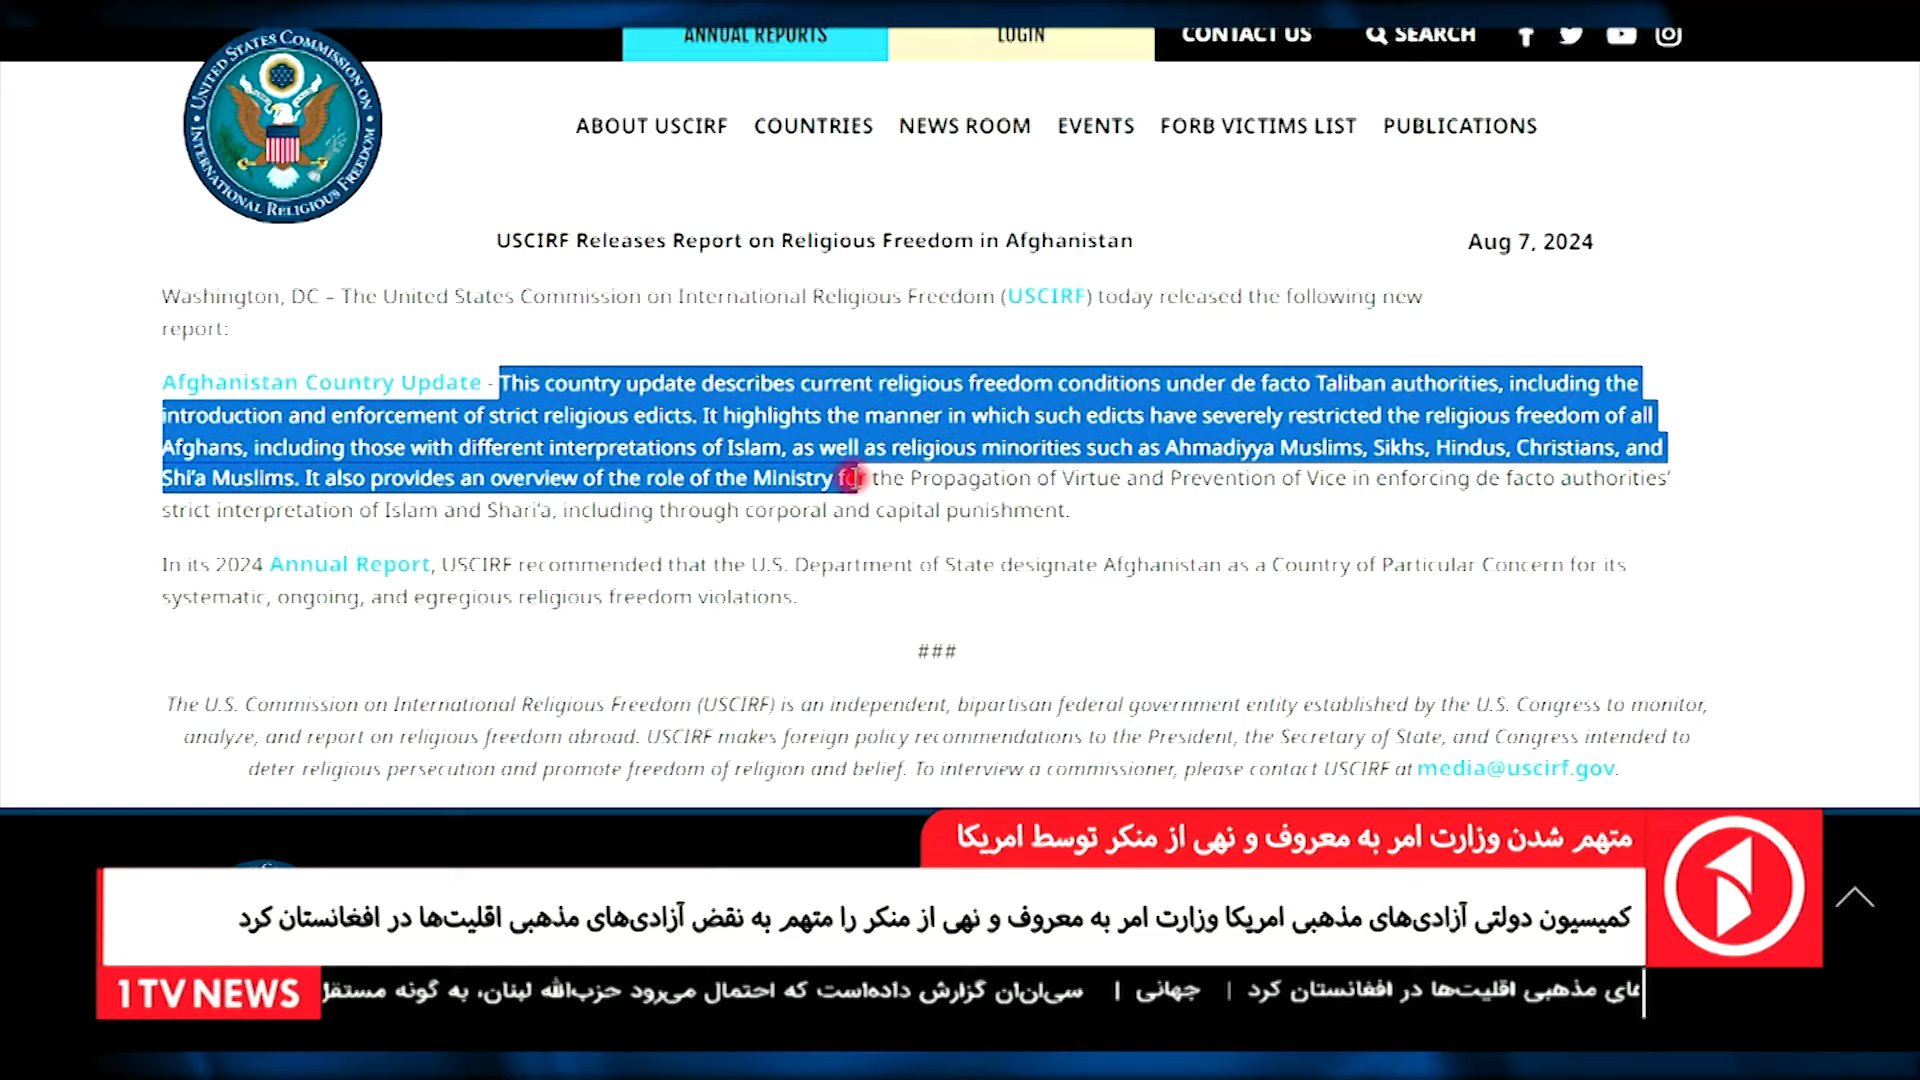 ANNUAL REPORTS LOGIN CONTACT US SEARCH
UNITED STATES COMMISSION ON INTERNATIONAL RELIGIOUS FREEDOM
ABOUT USCIRF COUNTRIES NEWS ROOM EVENTS FORB VICTIMS LIST PUBLICATIONS
USCIRF Releases Report on Religious Freedom in Afghanistan Aug 7, 2024
Washington, DC – The United States Commission on International Religious Freedom (USCIRF) today released the following new
report:
Afghanistan Country Update - This country update describes current religious freedom conditions under de facto Taliban authorities, including the
introduction and enforcement of strict religious edicts. It highlights the manner in which such edicts have severely restricted the religious freedom of all
Afghans, including those with different interpretations of Islam, as well as religious minorities such as Ahmadiyya Muslims, Sikhs, Hindus, Christians, and
Shi’a Muslims. It also provides an overview of the role of the Ministry for the Propagation of Virtue and Prevention of Vice in enforcing de facto authorities’
strict interpretation of Islam and Shari’a, including through corporal and capital punishment.
In its 2024 Annual Report, USCIRF recommended that the U.S. Department of State designate Afghanistan as a Country of Particular Concern for its
systematic, ongoing, and egregious religious freedom violations.
###
The U.S. Commission on International Religious Freedom (USCIRF) is an independent, bipartisan federal government entity established by the U.S. Congress to monitor,
analyze, and report on religious freedom abroad. USCIRF makes foreign policy recommendations to the President, the Secretary of State, and Congress intended to
deter religious persecution and promote freedom of religion and belief. To interview a commissioner, please contact USCIRF at media@uscirf.gov.
متهم شدن وزارت امر به معروف و نهی از منکر توسط امریکا
کمیسیون دولتی آزادی‌های مذهبی امریکا وزارت امر به معروف و نهی از منکر را متهم به نقض آزادی‌های مذهبی اقلیت‌ها در افغانستان کرد
1TV NEWS
مذهبی اقلیت‌ها در افغانستان کرد | جهانی | سی‌ان‌ان گزارش داده‌است که احتمال می‌رود حزب‌الله لبنان، به گونه